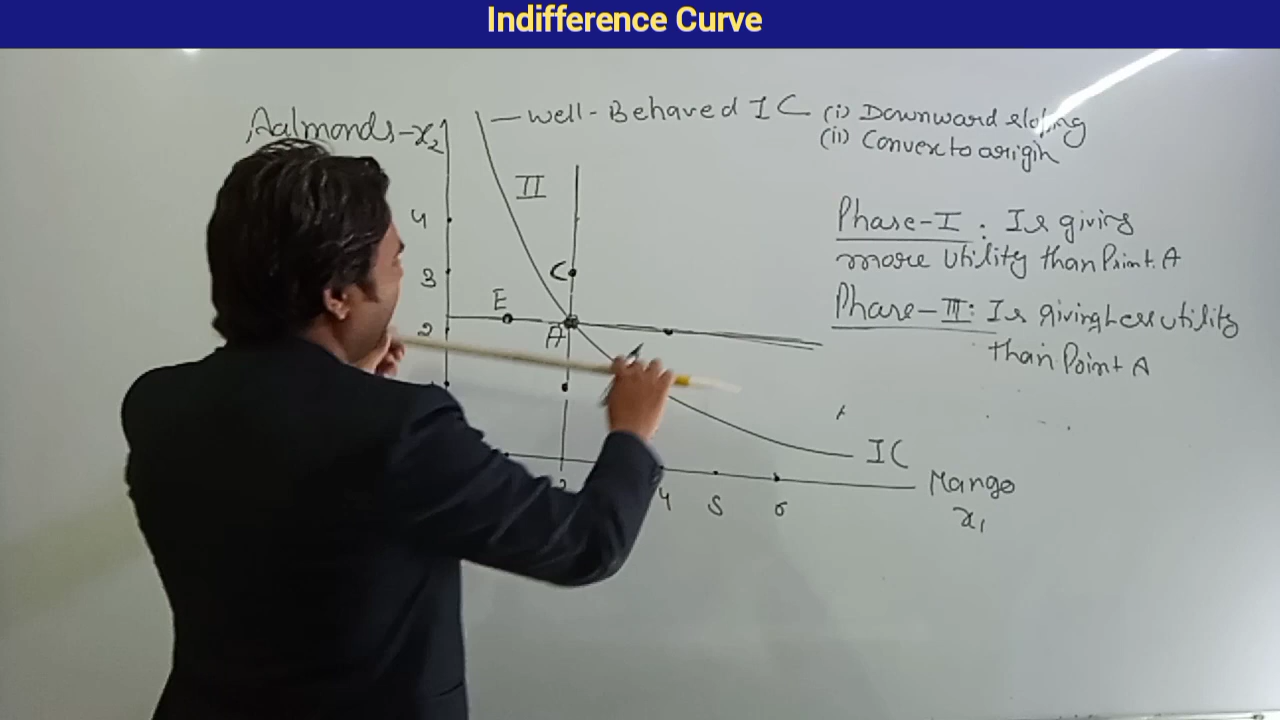 Indifference Curve
Aalmonds-x₂
well-Behaved IC
(i) Downward sloping
(ii) Convex to origin
II
4
3
2
C
E
A
Phase-I : Is giving
more Utility than Point A
Phase-III: Is giving Less utility
than Point A
IC
Mango
x₁
3
4
5
6